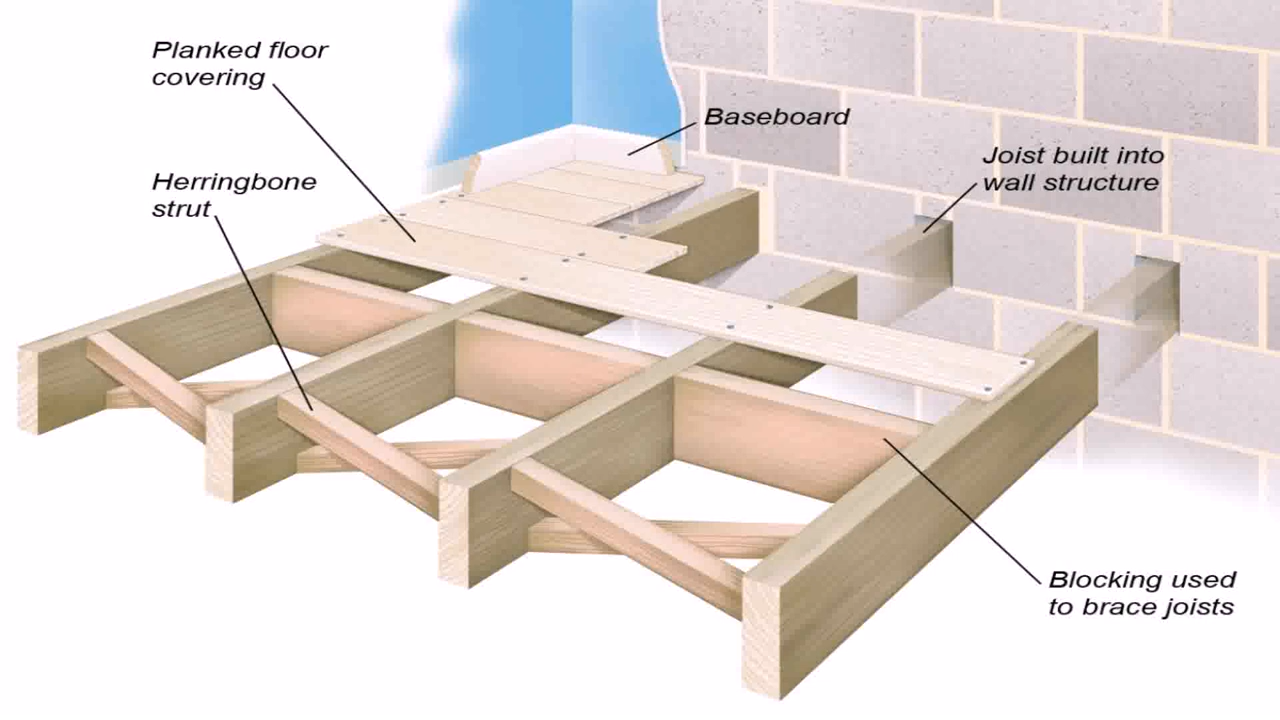 Planked floor
covering
Baseboard
Joist built into
wall structure
Herringbone
strut
Blocking used
to brace joists